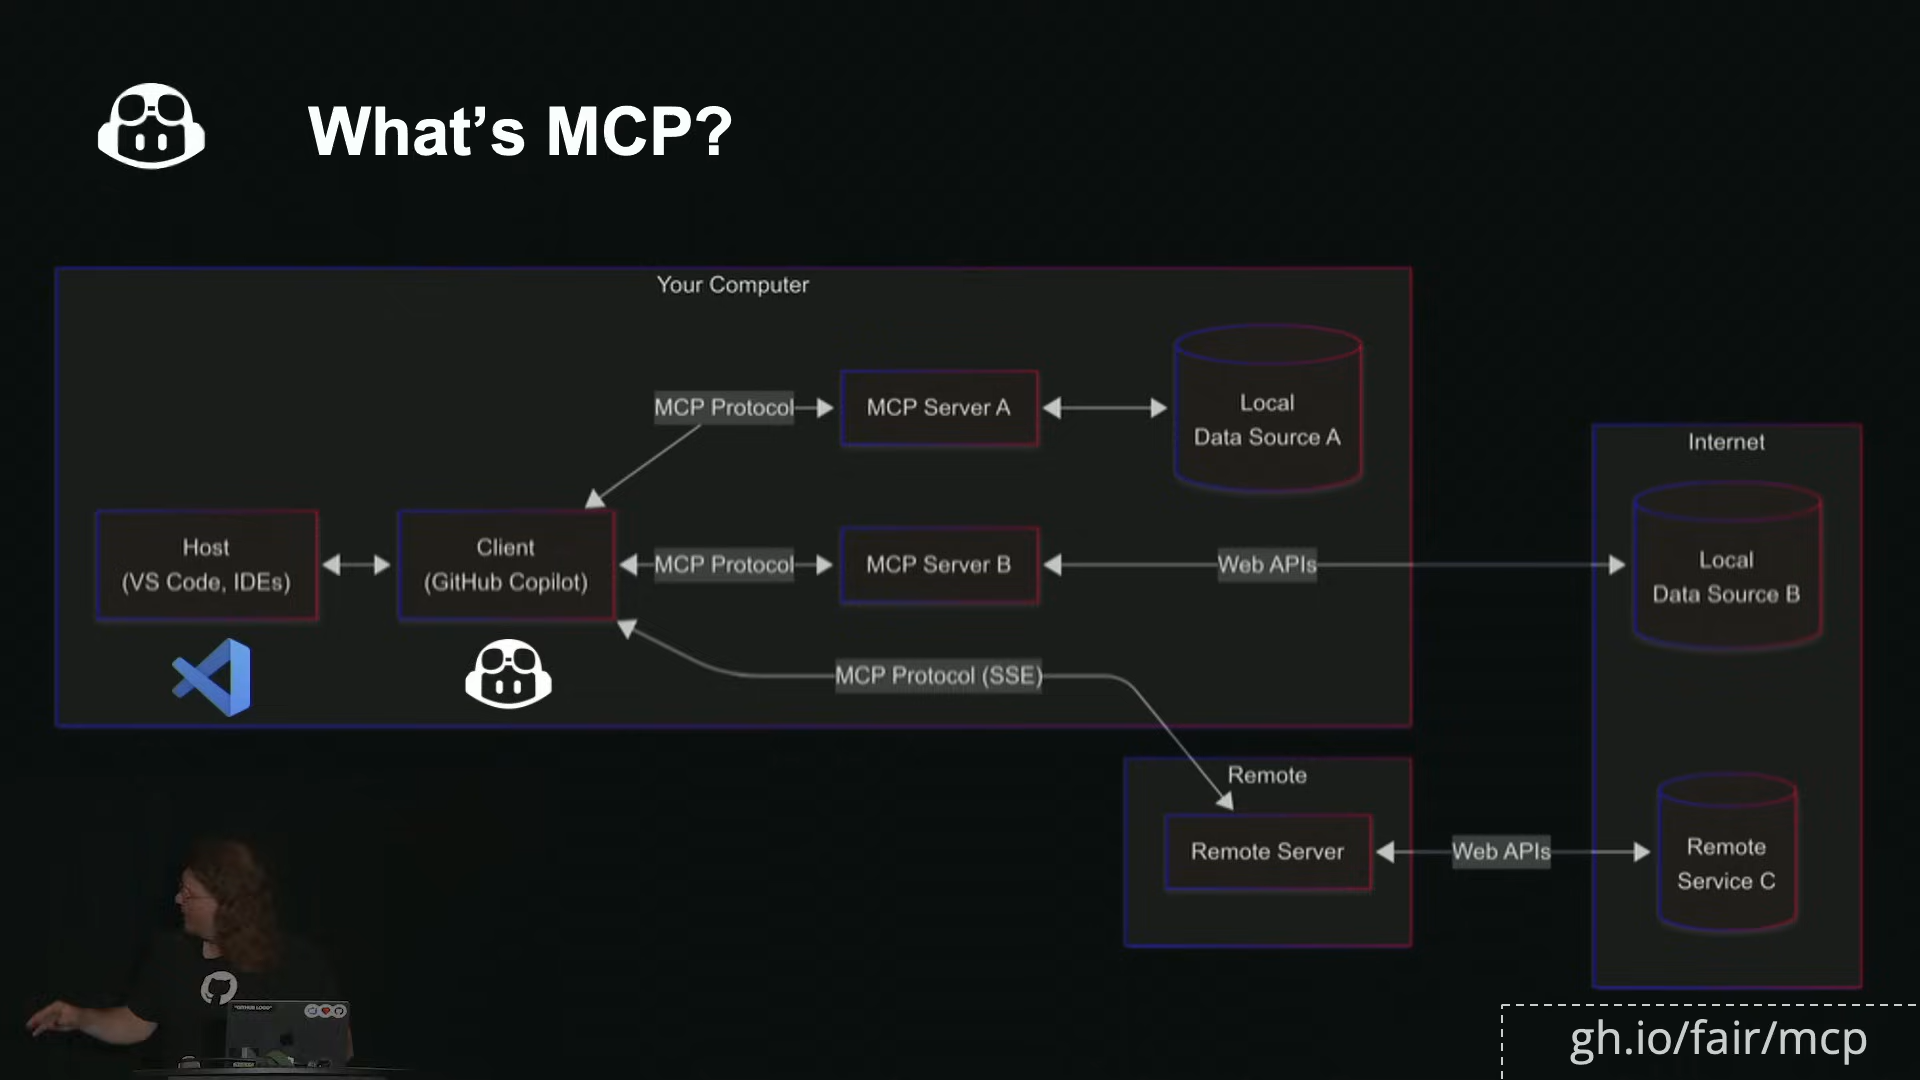 What’s MCP?
Your Computer
MCP Protocol
MCP Server A
Local
Data Source A
Internet
Host
(VS Code, IDEs)
Client
(GitHub Copilot)
MCP Protocol
MCP Server B
Web APIs
Local
Data Source B
MCP Protocol (SSE)
Remote
Remote Server
Web APIs
Remote
Service C
gh.io/fair/mcp